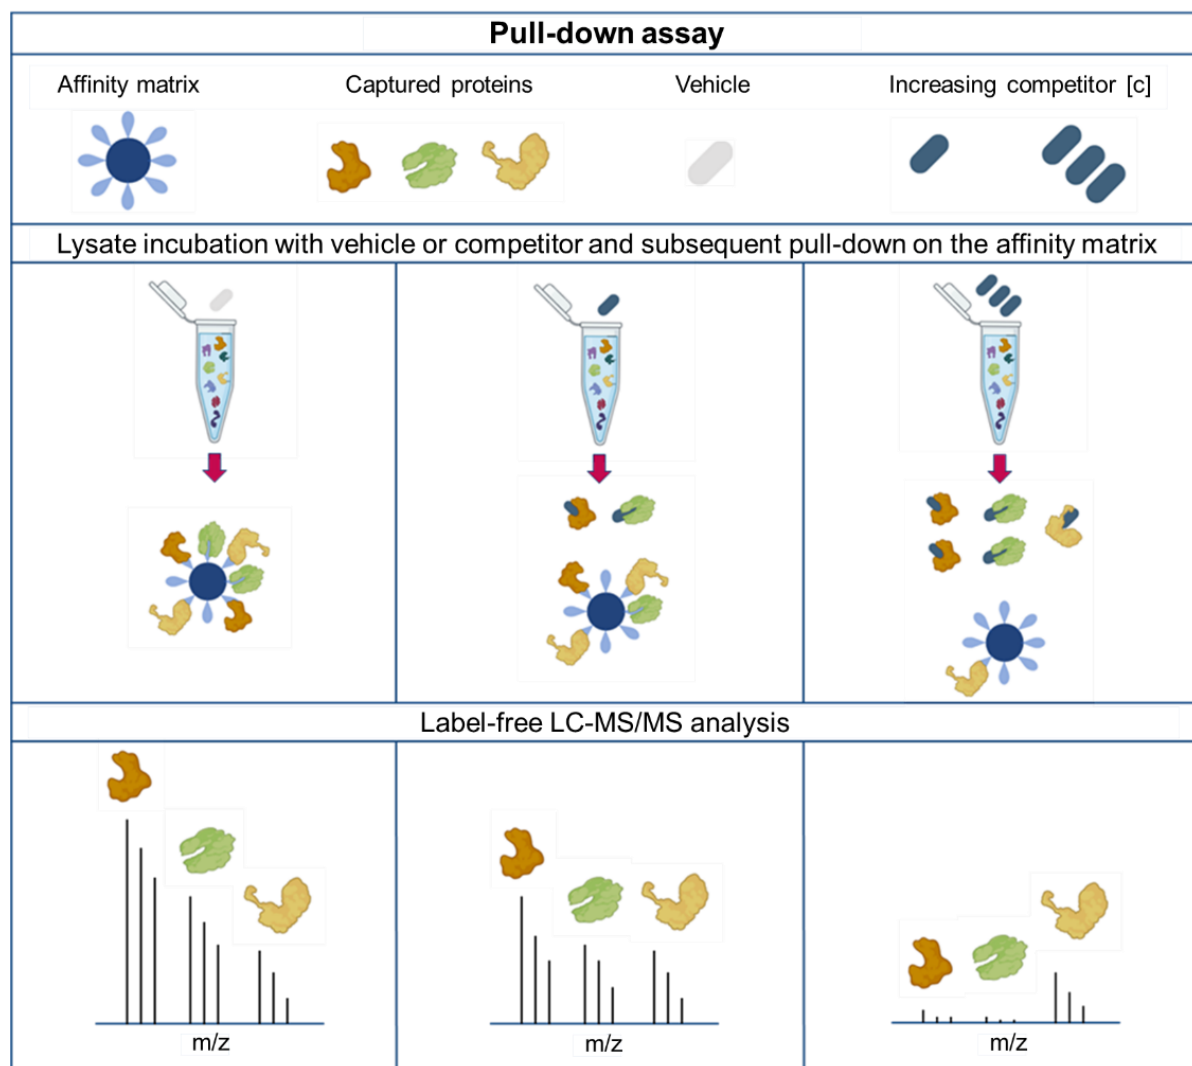 Pull-down assay
Affinity matrix
Captured proteins
Vehicle
Increasing competitor [c]
Lysate incubation with vehicle or competitor and subsequent pull-down on the affinity matrix
Label-free LC-MS/MS analysis
m/z
m/z
m/z